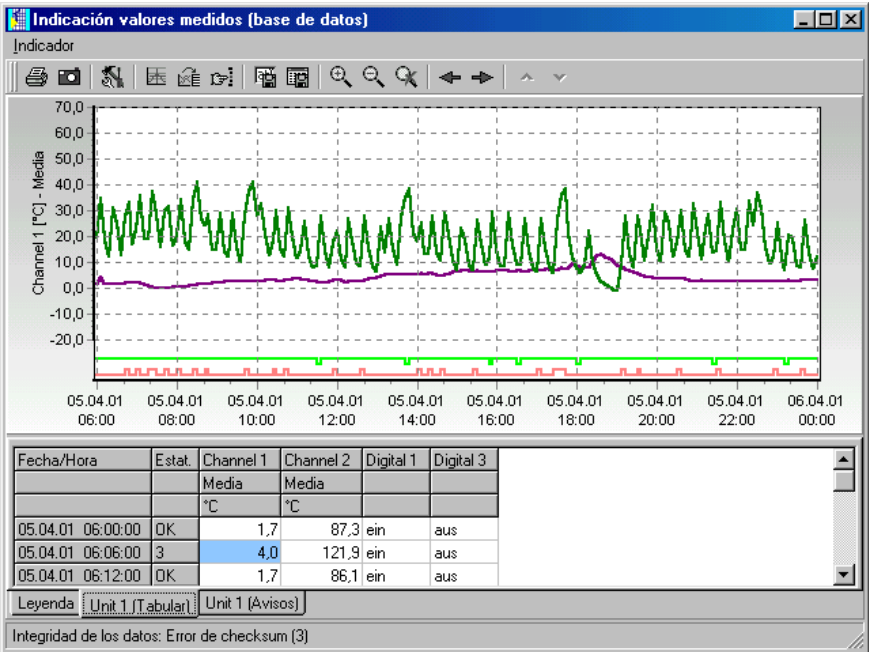 Indicación valores medidos (base de datos)
Indicador
70,0
60,0
50,0
40,0
30,0
20,0
10,0
0,0
-10,0
-20,0
Channel 1 [°C] - Media
05.04.01 05.04.01 05.04.01 05.04.01 05.04.01 05.04.01 05.04.01 05.04.01 05.04.01 06.04.01
06:00 08:00 10:00 12:00 14:00 16:00 18:00 20:00 22:00 00:00
Fecha/Hora Estat. Channel 1 Channel 2 Digital 1 Digital 3
Media Media
°C °C
05.04.01 06:00:00 OK 1,7 87,3 ein aus
05.04.01 06:06:00 3 4,0 121,9 ein aus
05.04.01 06:12:00 OK 1,7 86,1 ein aus
Leyenda Unit 1 (Tabular) Unit 1 (Avisos)
Integridad de los datos: Error de checksum (3)